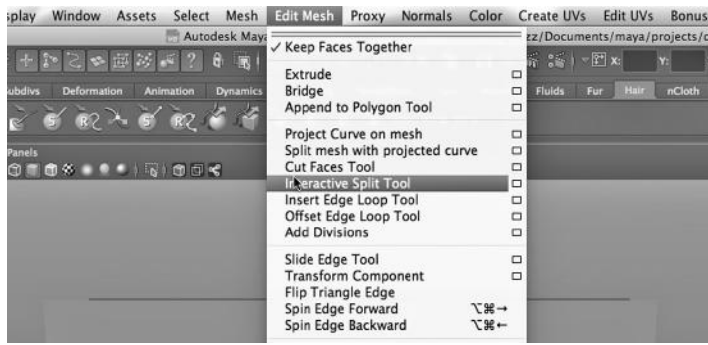 splay Window Assets Select Mesh Edit Mesh Proxy Normals Color Create UVs Edit UVs Bonus
Autodesk Maya
zz/Documents/maya/projects/c
✓ Keep Faces Together
X:
Y:
Extrude
Bridge
Append to Polygon Tool
ubdivs Deformation Animation Dynamics
Fluids Fur Hair nCloth
Project Curve on mesh
Split mesh with projected curve
Cut Faces Tool
Interactive Split Tool
Insert Edge Loop Tool
Offset Edge Loop Tool
Add Divisions
Panels
Slide Edge Tool
Transform Component
Flip Triangle Edge
Spin Edge Forward ⌥⌘→
Spin Edge Backward ⌥⌘←